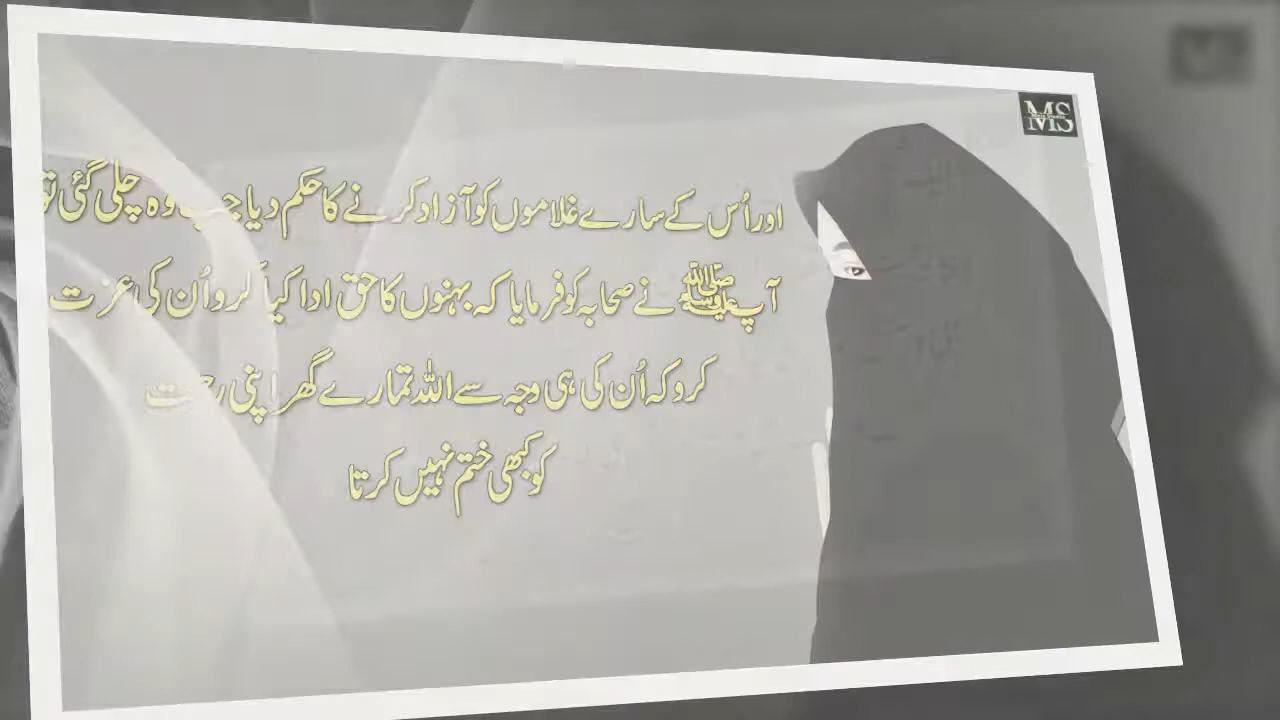 MS
اور اُس کے سارے غلاموں کو آزاد کرنے کا حکم دیا جب وہ چلی گئی تو
آپ ﷺ نے صحابہ کو فرمایا کہ بہنوں کا حق ادا کیا کرو اُن کی عزت
کرو کہ اُن کی ہی وجہ سے اللہ تمارے گھر اپنی رحمت
کو کبھی ختم نہیں کرتا